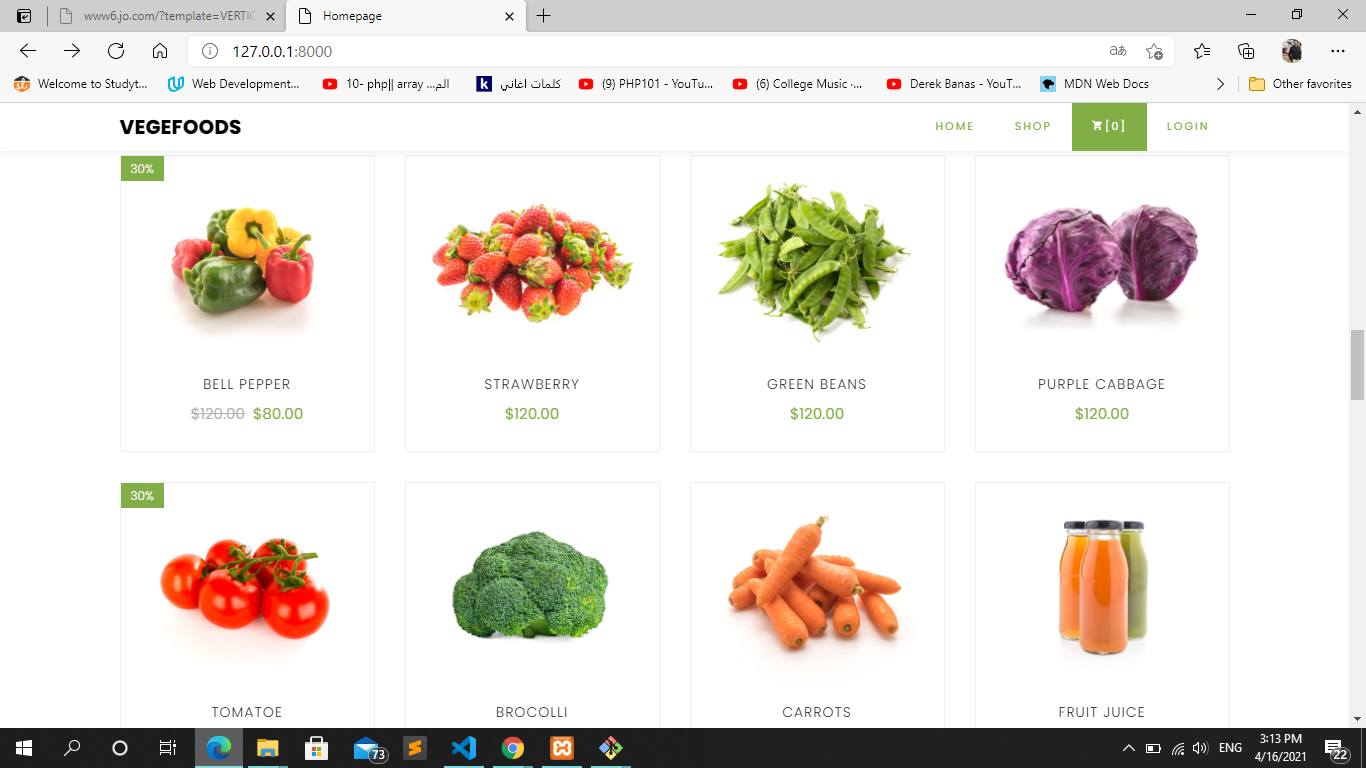 www6.jo.com/?template=VERTIC
Homepage
127.0.0.1:8000
aあ
Welcome to Studyt...
Web Development...
10- php|| array ...الم
كلمات اغاني
(9) PHP101 - YouTu...
(6) College Music -...
Derek Banas - YouT...
MDN Web Docs
Other favorites
VEGEFOODS
HOME
SHOP
[0]
LOGIN
30%
BELL PEPPER
$120.00 $80.00
STRAWBERRY
$120.00
GREEN BEANS
$120.00
PURPLE CABBAGE
$120.00
30%
TOMATOE
BROCOLLI
CARROTS
FRUIT JUICE
73
ENG
3:13 PM
4/16/2021
22